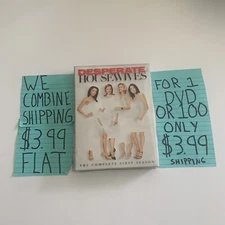 WE
COMBINE
SHIPPING
$3.99
FLAT
DESPERATE
HOUSEWIVES
THE COMPLETE FIRST SEASON
FOR 1
DVD
OR 100
ONLY
$3.99
SHIPPING